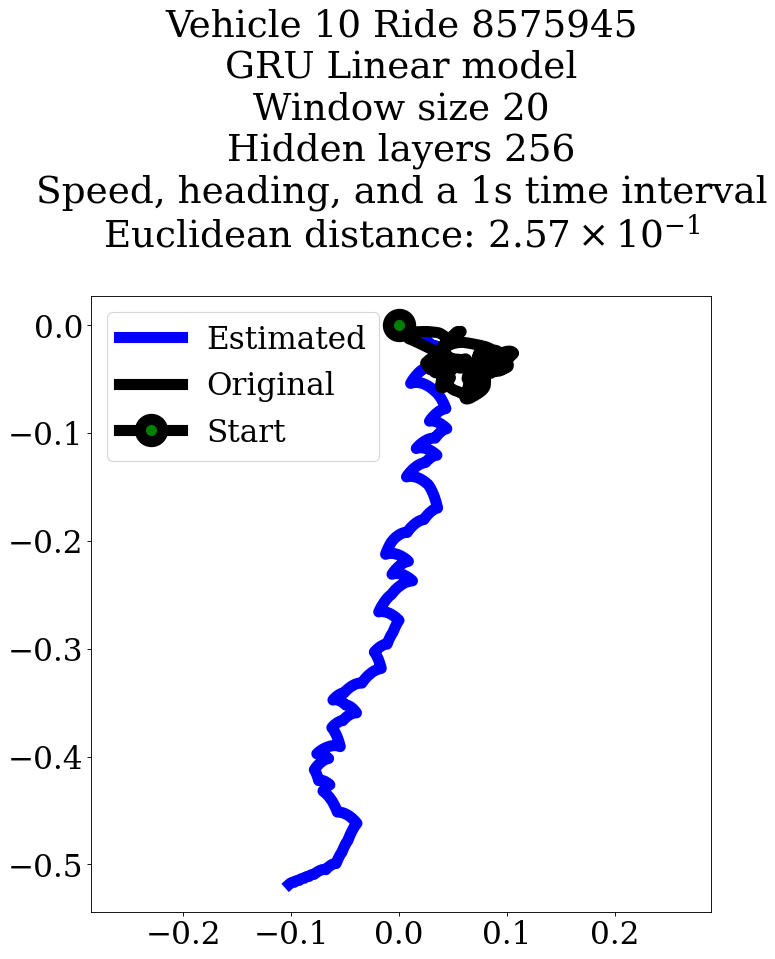 Vehicle 10 Ride 8575945
GRU Linear model
Window size 20
Hidden layers 256
Speed, heading, and a 1s time interval
Euclidean distance: 2.57 × 10⁻¹
Estimated
Original
Start
0.0
−0.1
−0.2
−0.3
−0.4
−0.5
−0.2 −0.1 0.0 0.1 0.2